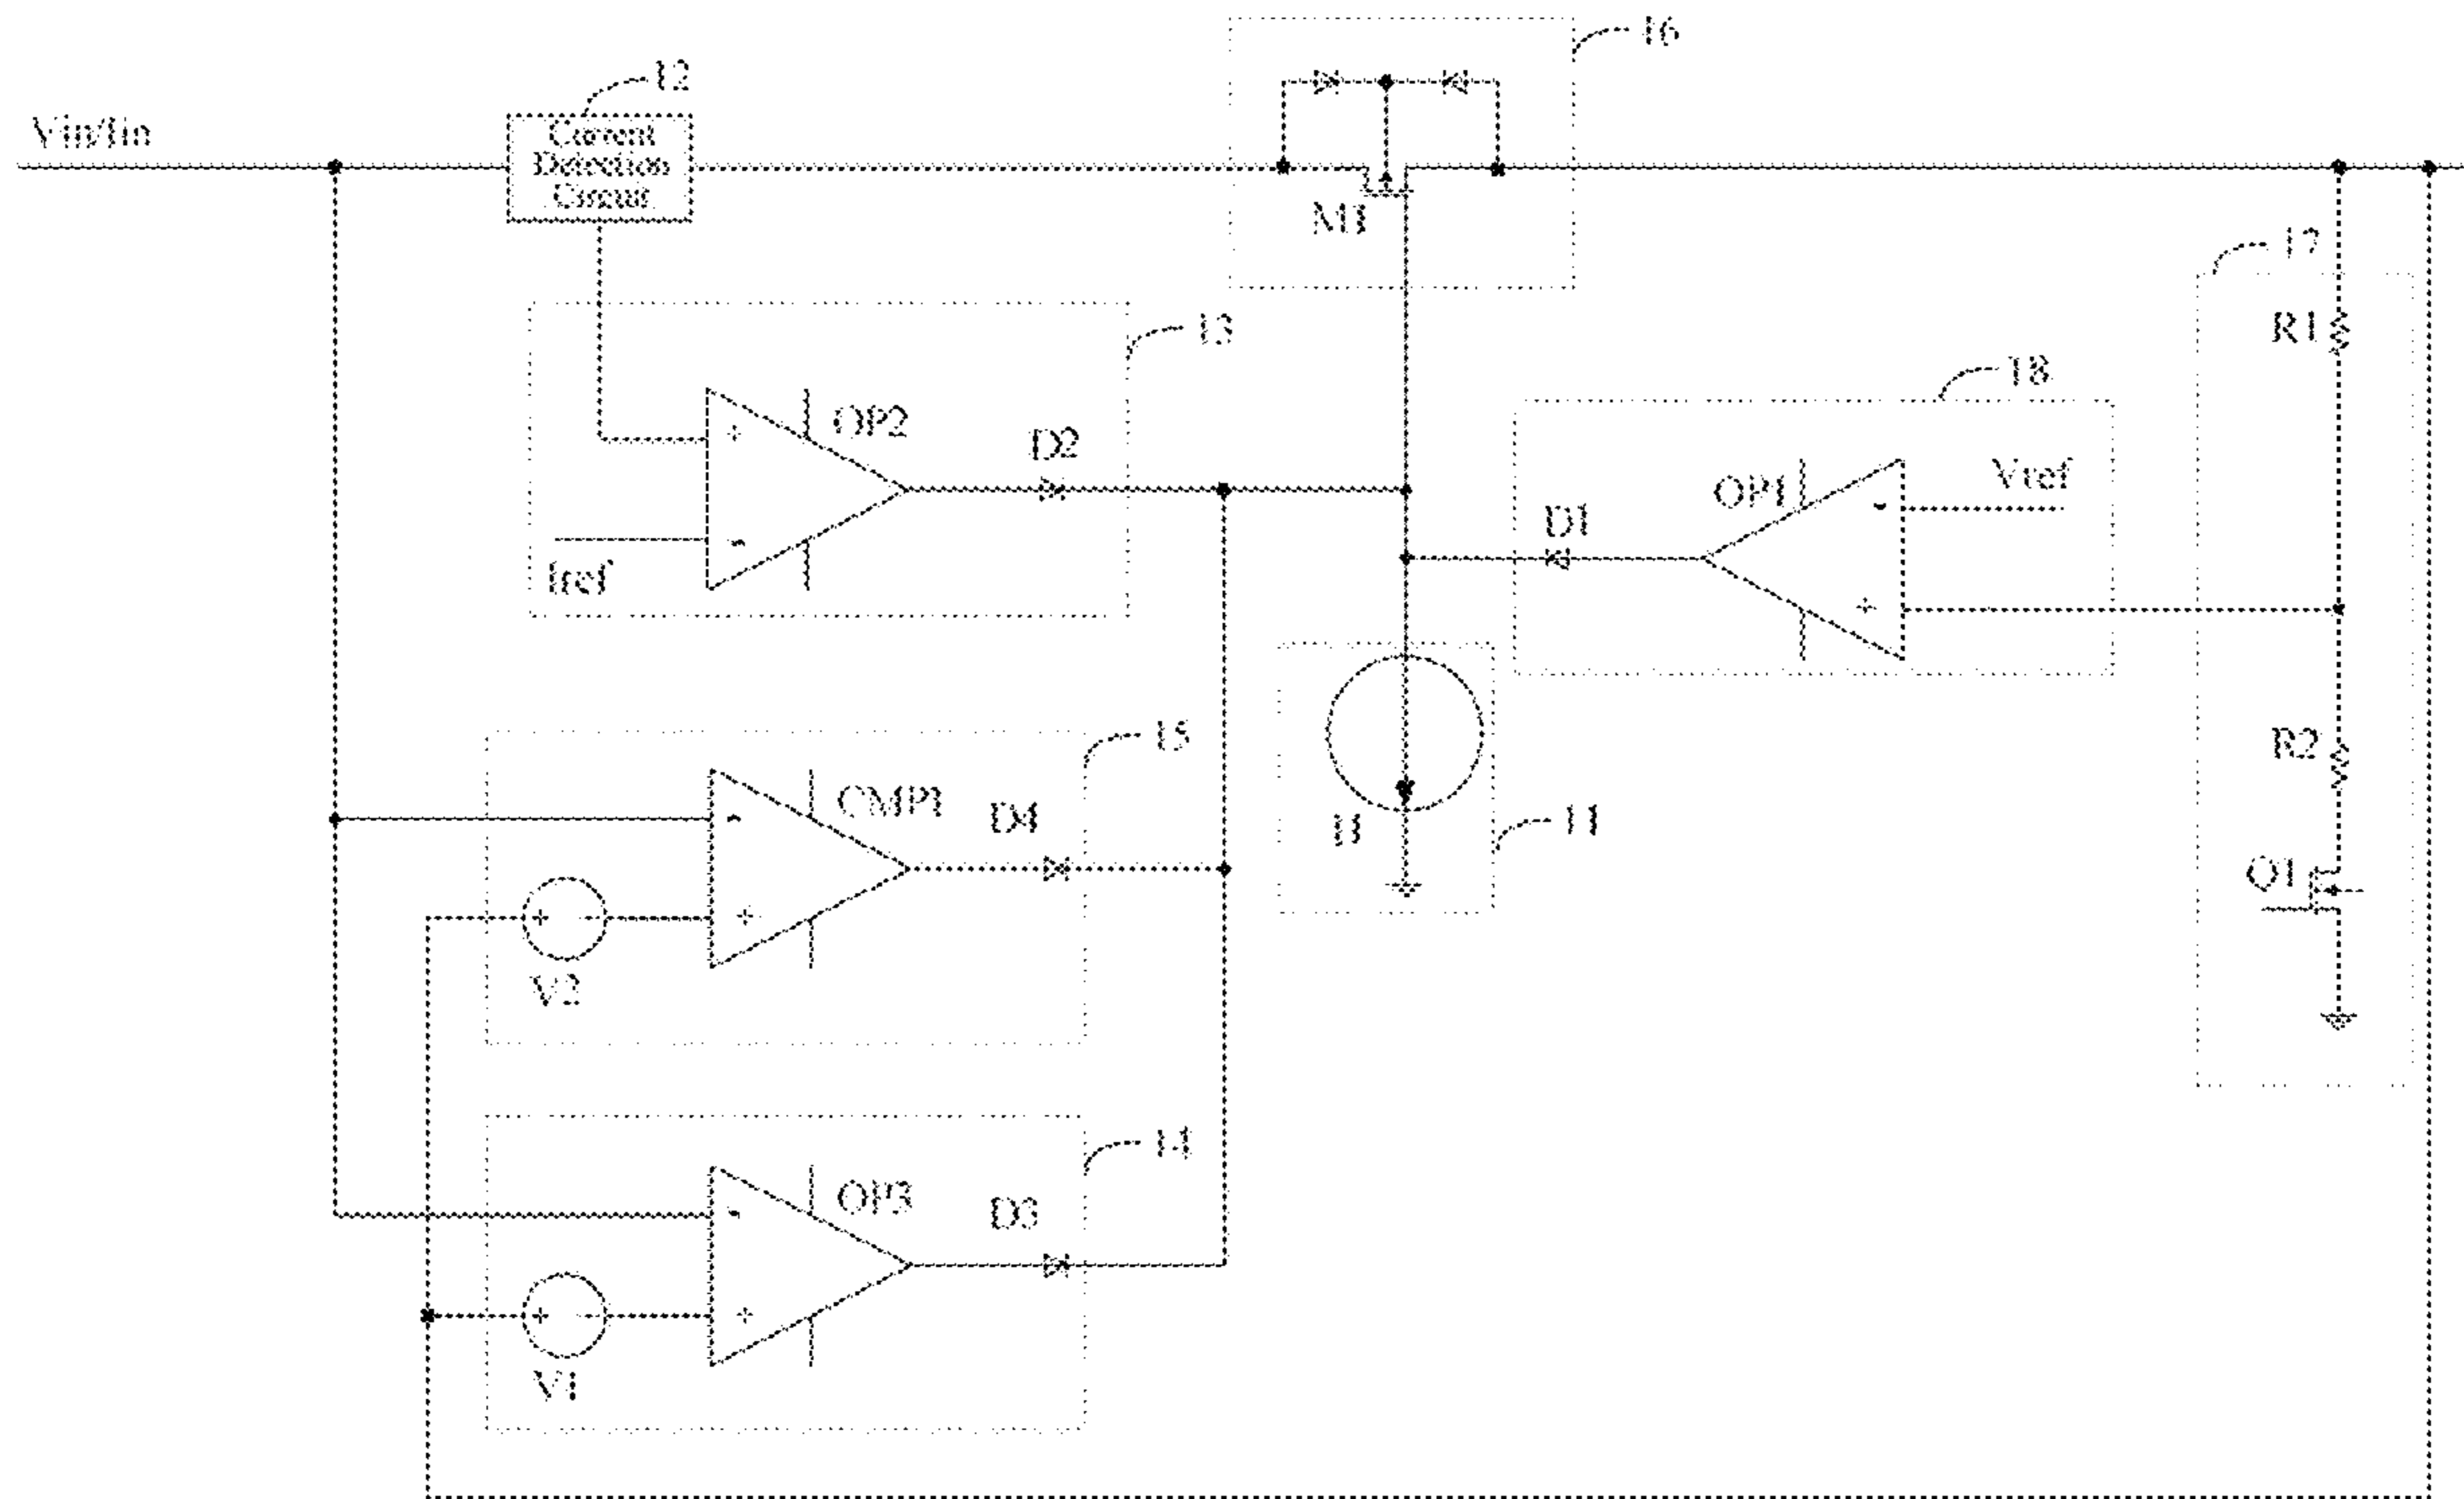 16
12
Vin/Iin
Current
Detection
Circuit
M1
17
13
R1
18
OP2
D2
Vref
OP1
D1
+
-
-
Iref
+
15
R2
CMP1
D4
-
I1
11
Q1
+
-
+
V2
14
OP3
D3
-
+
-
+
V1